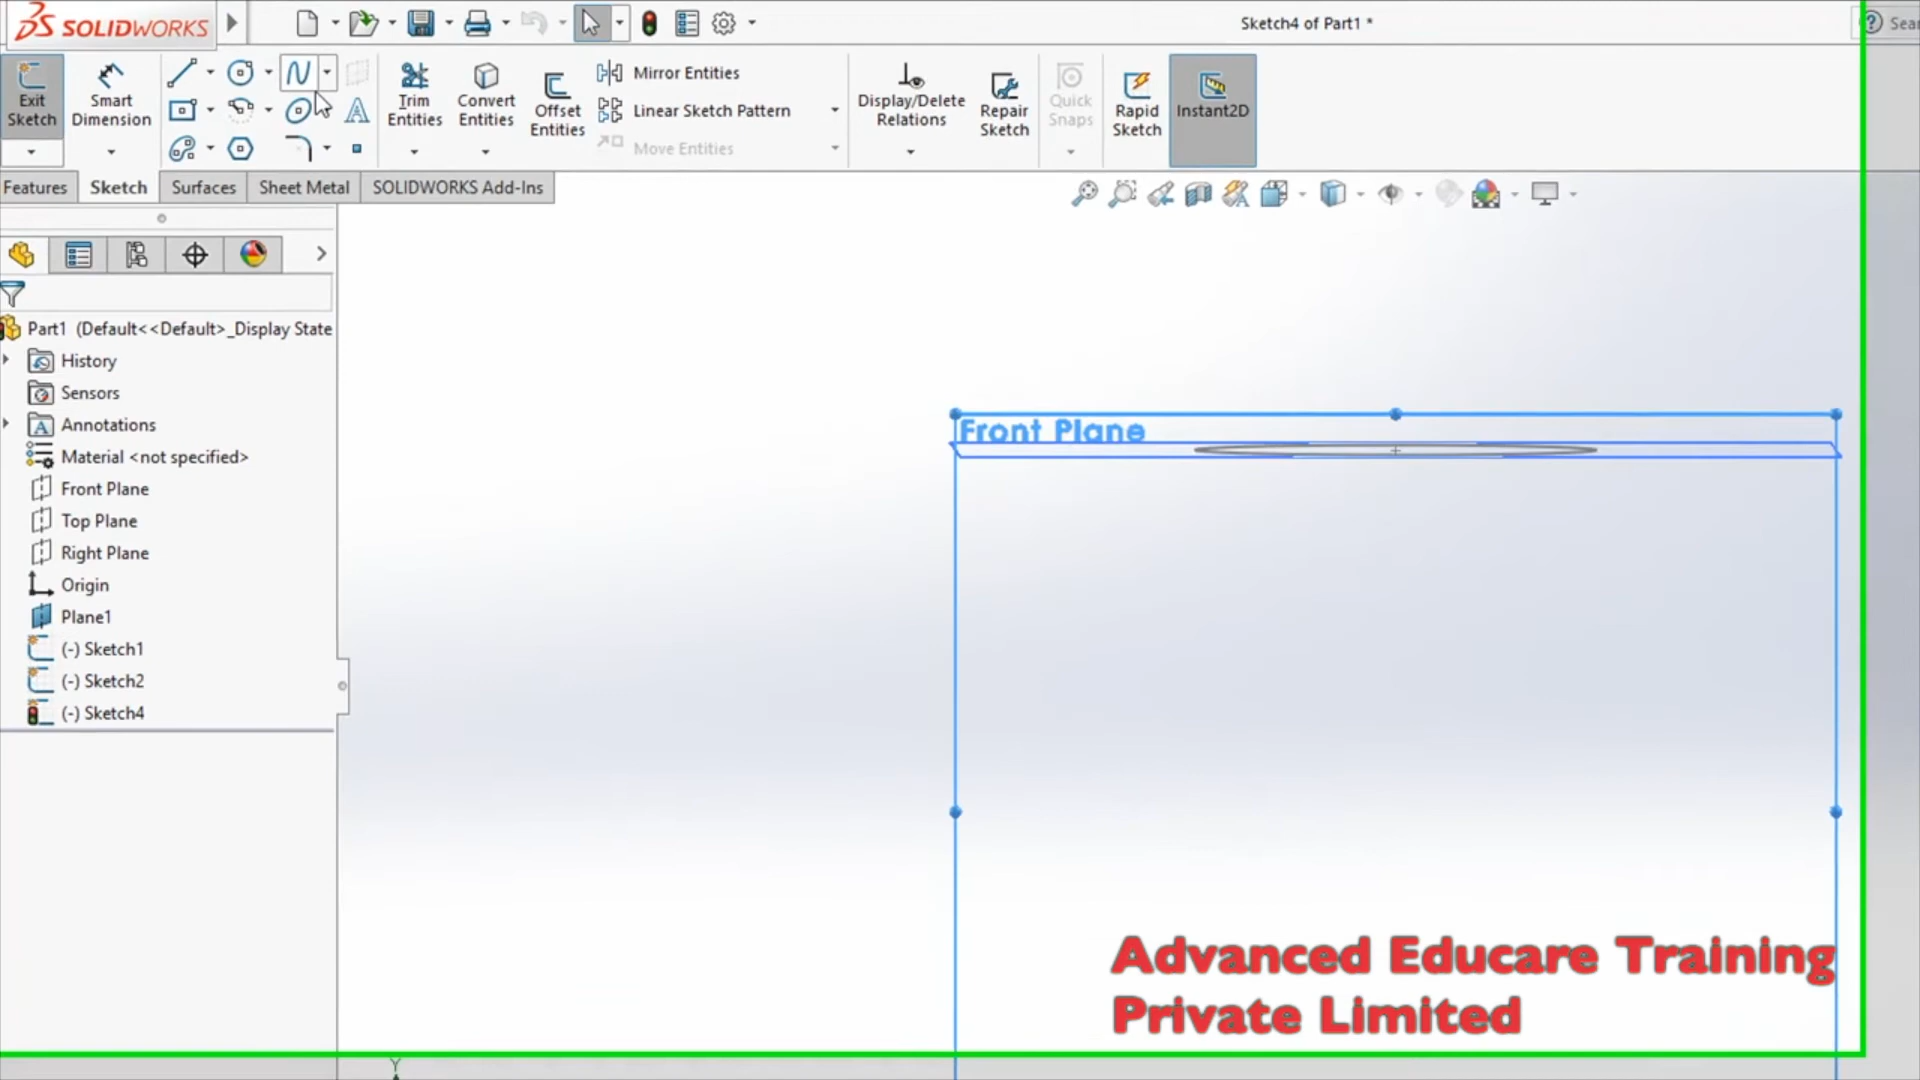 SOLIDWORKS
Sketch4 of Part1 *
Sear
Exit Sketch
Smart Dimension
Trim Entities
Convert Entities
Offset Entities
Mirror Entities
Linear Sketch Pattern
Move Entities
Display/Delete Relations
Repair Sketch
Quick Snaps
Rapid Sketch
Instant2D
Features
Sketch
Surfaces
Sheet Metal
SOLIDWORKS Add-Ins
Part1 (Default<<Default>_Display State
History
Sensors
Annotations
Material <not specified>
Front Plane
Top Plane
Right Plane
Origin
Plane1
(-) Sketch1
(-) Sketch2
(-) Sketch4
Front Plane
Advanced Educare Training
Private Limited
Y